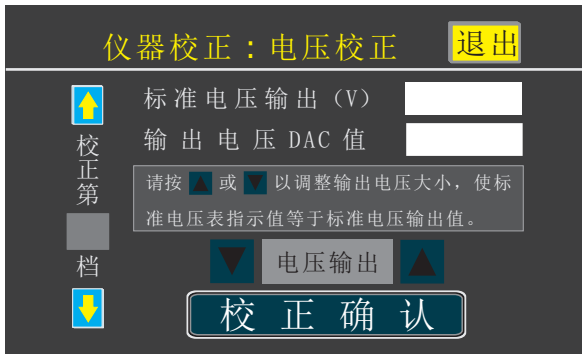 仪器校正：电压校正 退出
标准电压输出（V）
输出电压 DAC 值
校正第
档
请按 ▲ 或 ▼ 以调整输出电压大小，使标
准电压表指示值等于标准电压输出值。
电压输出
校正确认